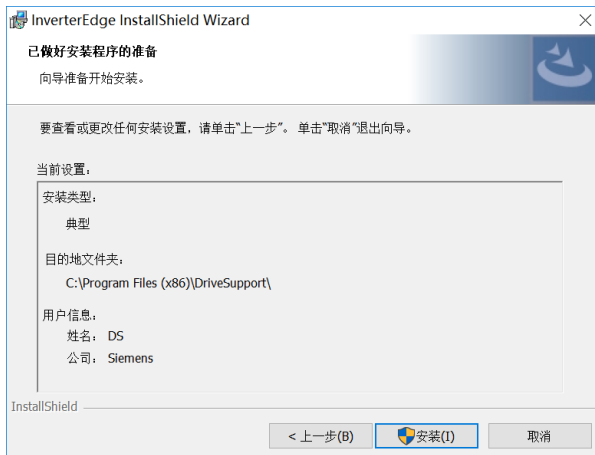 InverterEdge InstallShield Wizard
已做好安装程序的准备
向导准备开始安装。
要查看或更改任何安装设置，请单击“上一步”。 单击“取消”退出向导。
当前设置：
安装类型：
典型
目的地文件夹：
C:\Program Files (x86)\DriveSupport\
用户信息：
姓名： DS
公司： Siemens
InstallShield
< 上一步(B)
安装(I)
取消